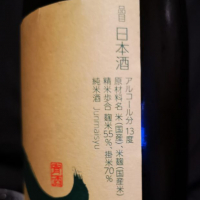 日本酒
アルコール分 13度
原材料名 米（国産）、米麹（国産米）
精米歩合 麹米55％、掛米70％
純米酒 Junmaisyu